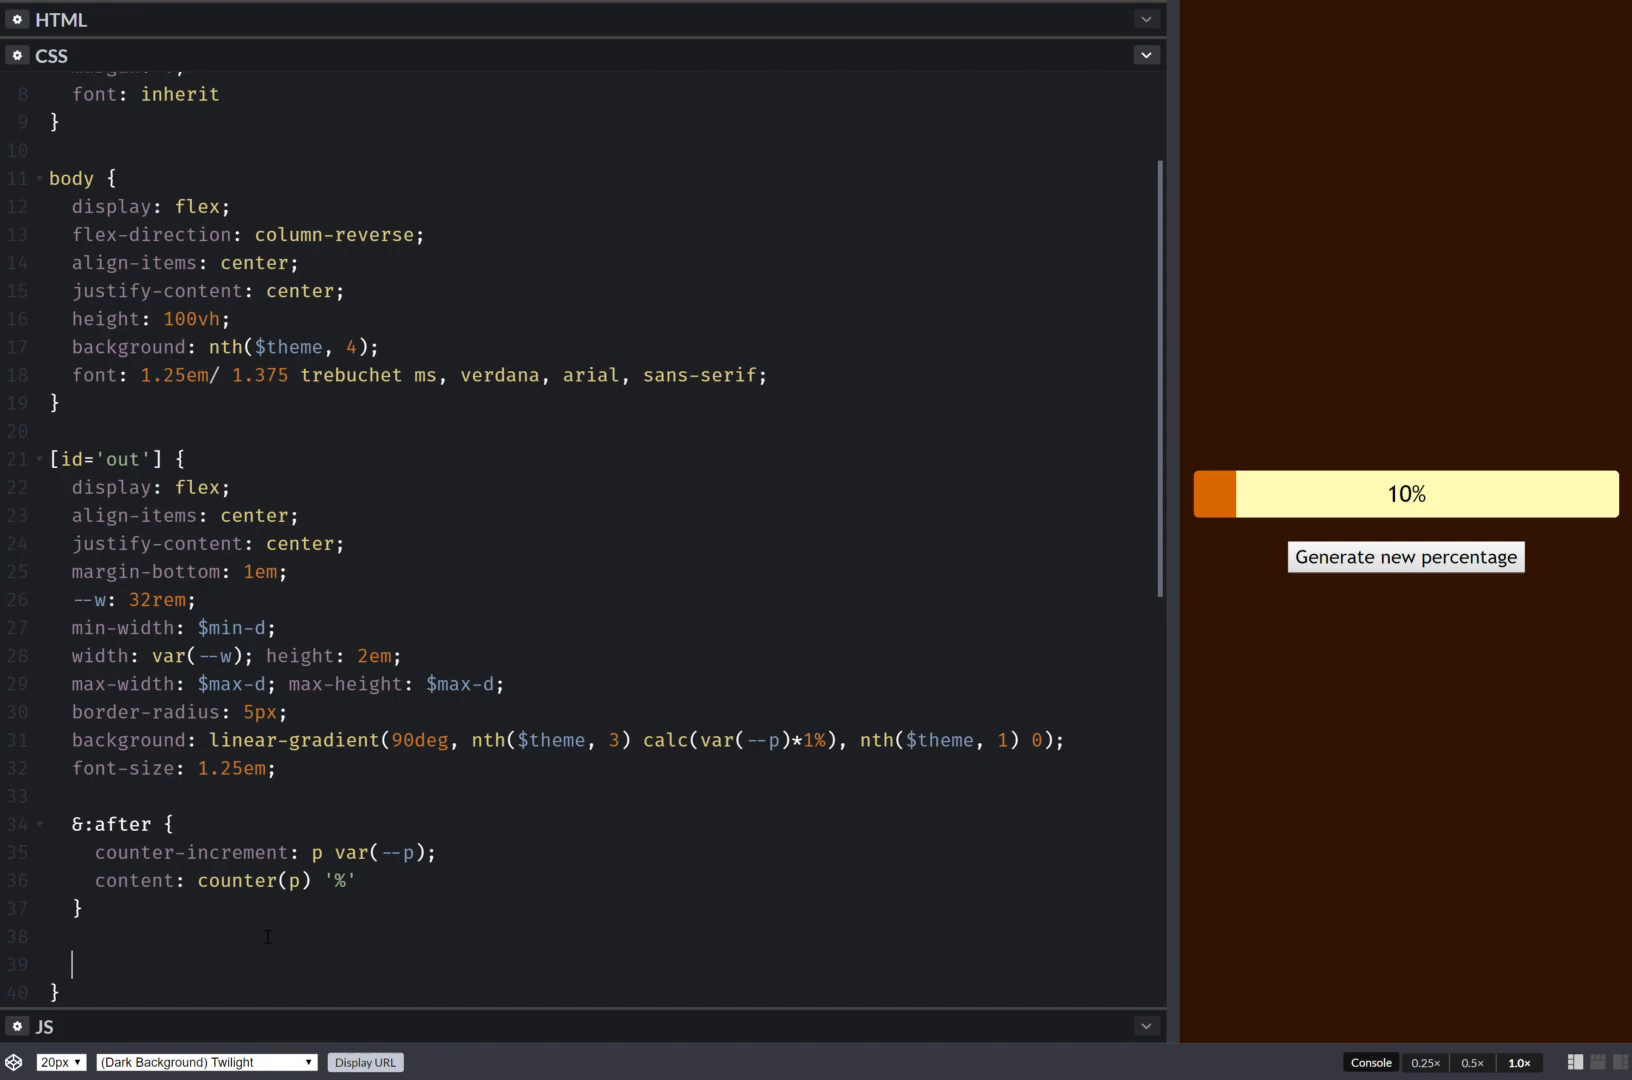 HTML
CSS
8 font: inherit
9 }
10
11 body {
12 display: flex;
13 flex-direction: column-reverse;
14 align-items: center;
15 justify-content: center;
16 height: 100vh;
17 background: nth($theme, 4);
18 font: 1.25em/ 1.375 trebuchet ms, verdana, arial, sans-serif;
19 }
20
21 [id='out'] {
22 display: flex;
23 align-items: center;
24 justify-content: center;
25 margin-bottom: 1em;
26 --w: 32rem;
27 min-width: $min-d;
28 width: var(--w); height: 2em;
29 max-width: $max-d; max-height: $max-d;
30 border-radius: 5px;
31 background: linear-gradient(90deg, nth($theme, 3) calc(var(--p)*1%), nth($theme, 1) 0);
32 font-size: 1.25em;
33
34 &:after {
35 counter-increment: p var(--p);
36 content: counter(p) '%'
37 }
38
39
40 }
JS
10%
Generate new percentage
20px (Dark Background) Twilight Display URL Console 0.25× 0.5× 1.0×